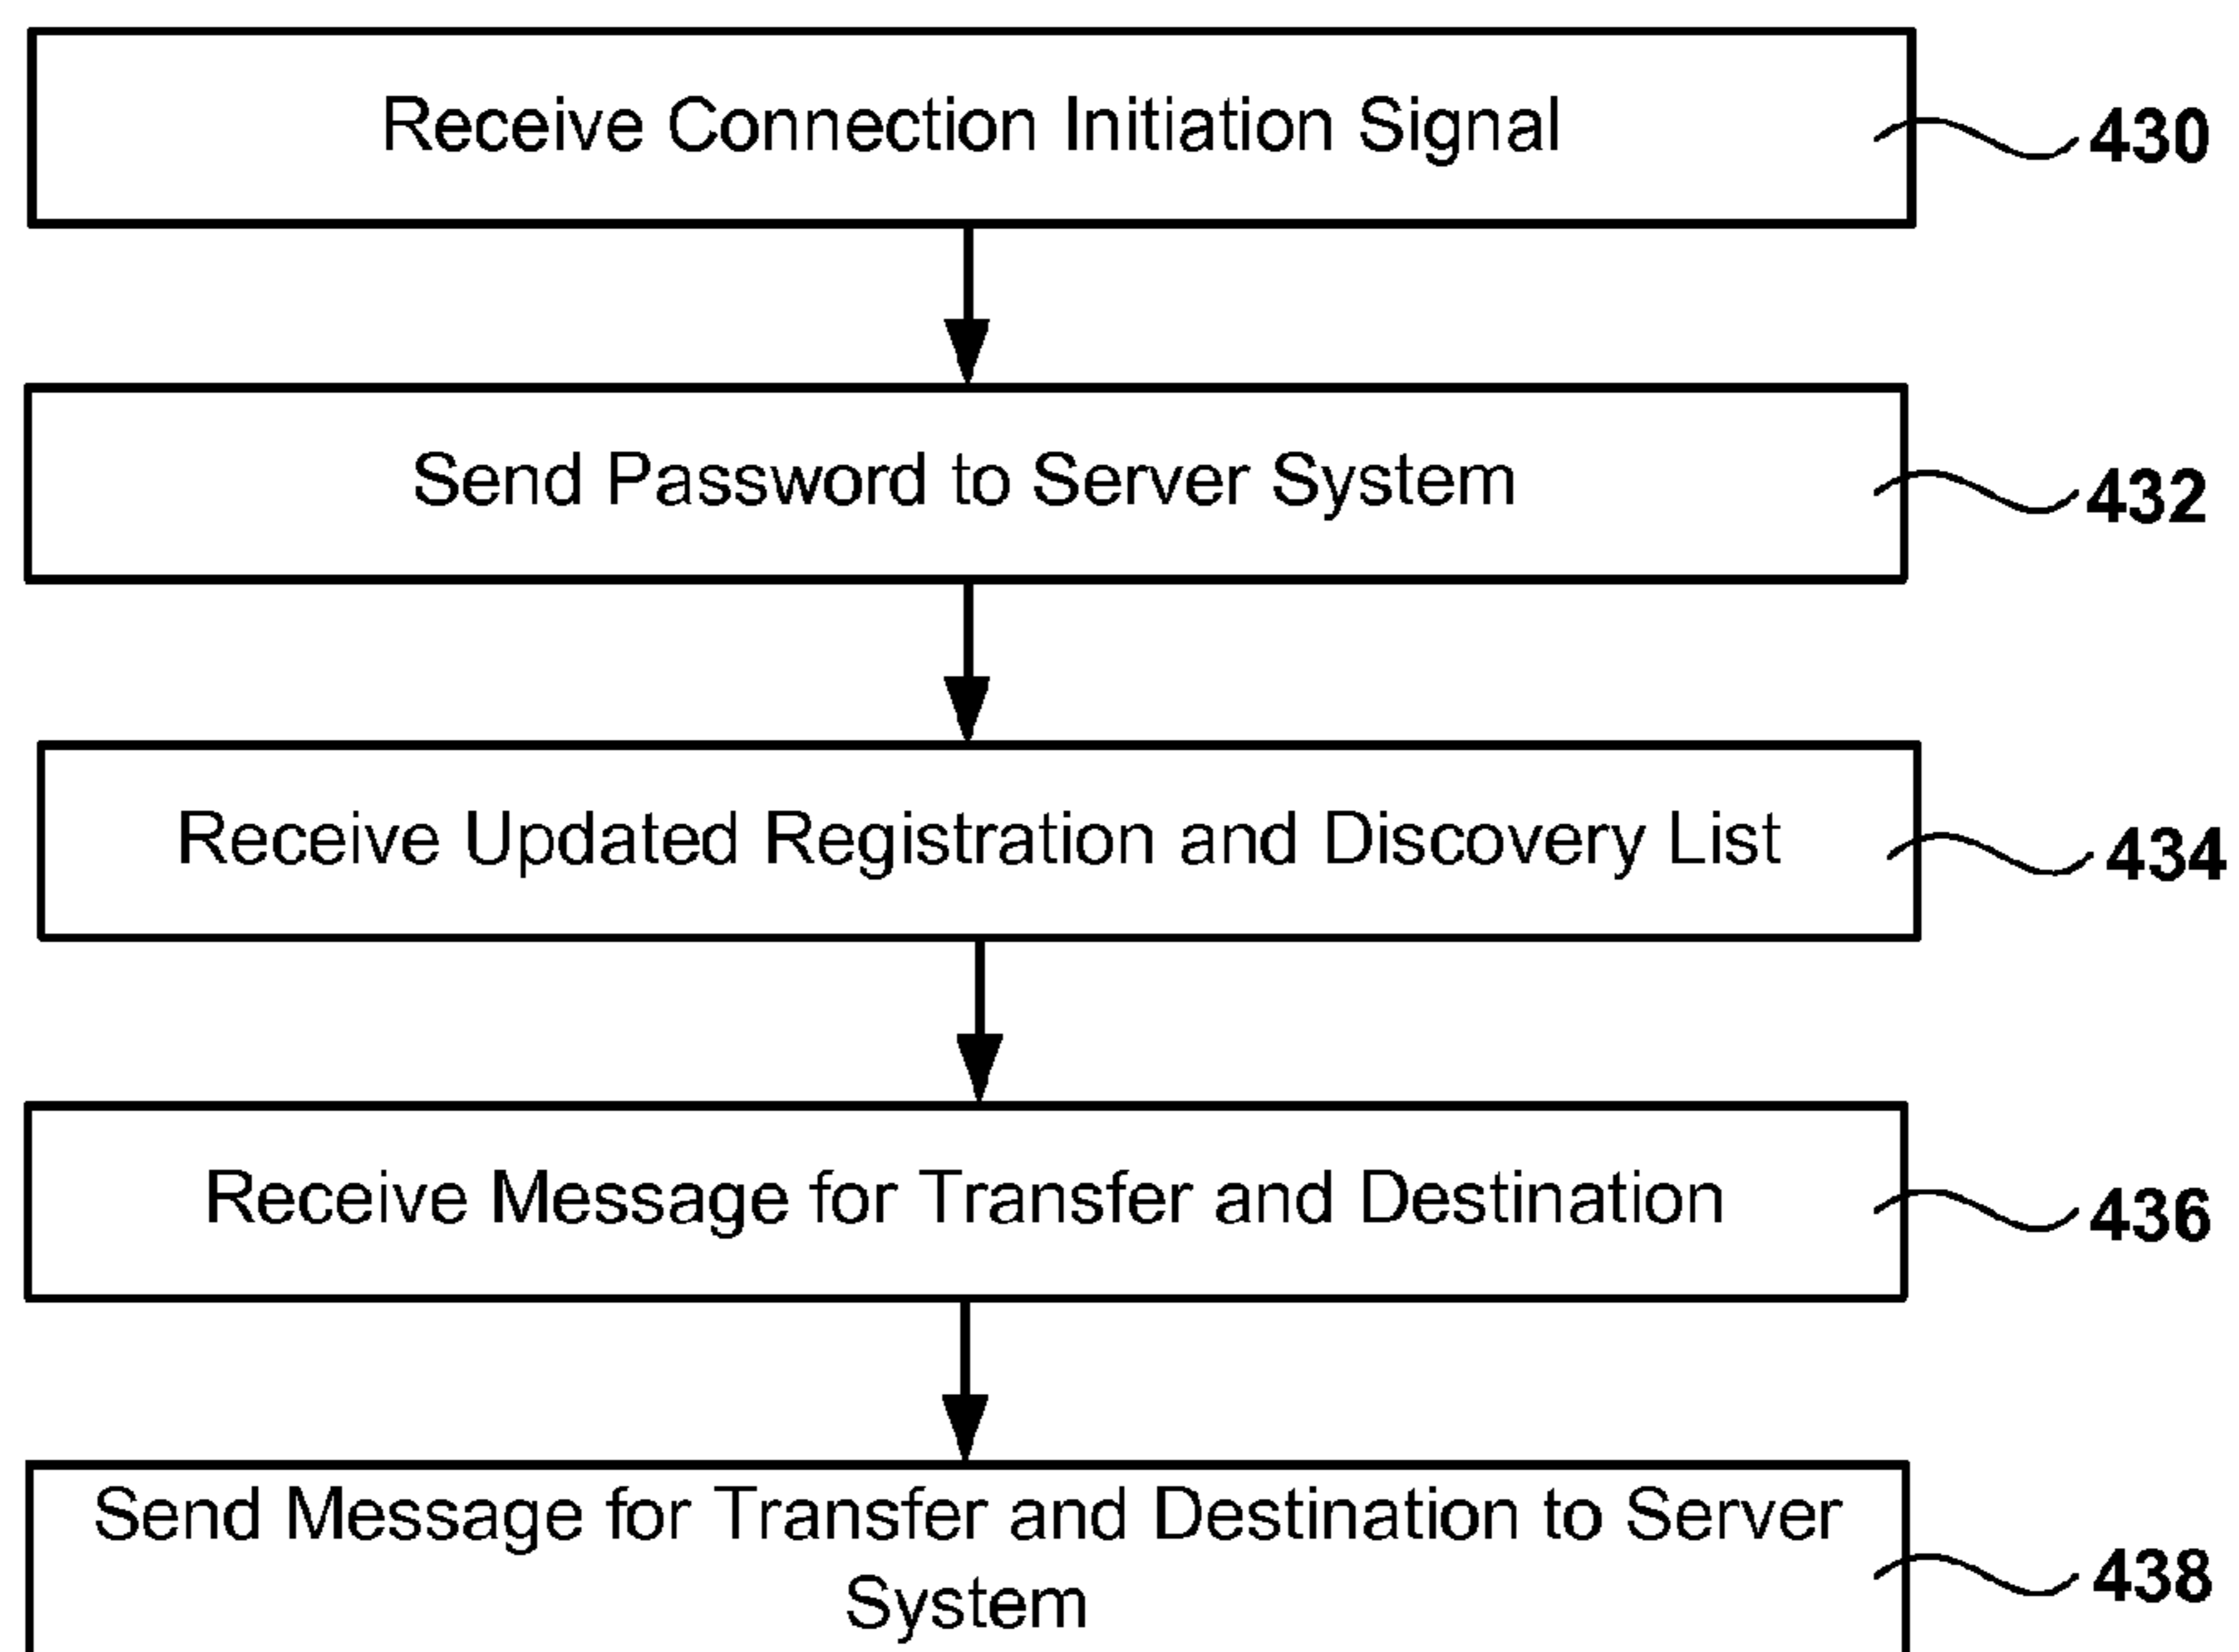 Receive Connection Initiation Signal
430
Send Password to Server System
432
Receive Updated Registration and Discovery List
434
Receive Message for Transfer and Destination
436
Send Message for Transfer and Destination to Server
System
438